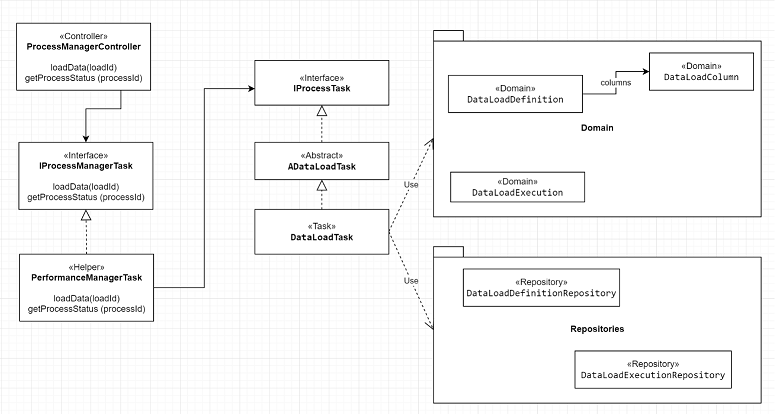 «Controller»
ProcessManagerController
loadData(loadId)
getProcessStatus (processId)
«Interface»
IProcessManagerTask
loadData(loadId)
getProcessStatus (processId)
«Helper»
PerformanceManagerTask
loadData(loadId)
getProcessStatus (processId)
«Interface»
IProcessTask
«Abstract»
ADataLoadTask
«Task»
DataLoadTask
Use
Use
«Domain»
DataLoadDefinition
columns
«Domain»
DataLoadColumn
Domain
«Domain»
DataLoadExecution
«Repository»
DataLoadDefinitionRepository
Repositories
«Repository»
DataLoadExecutionRepository